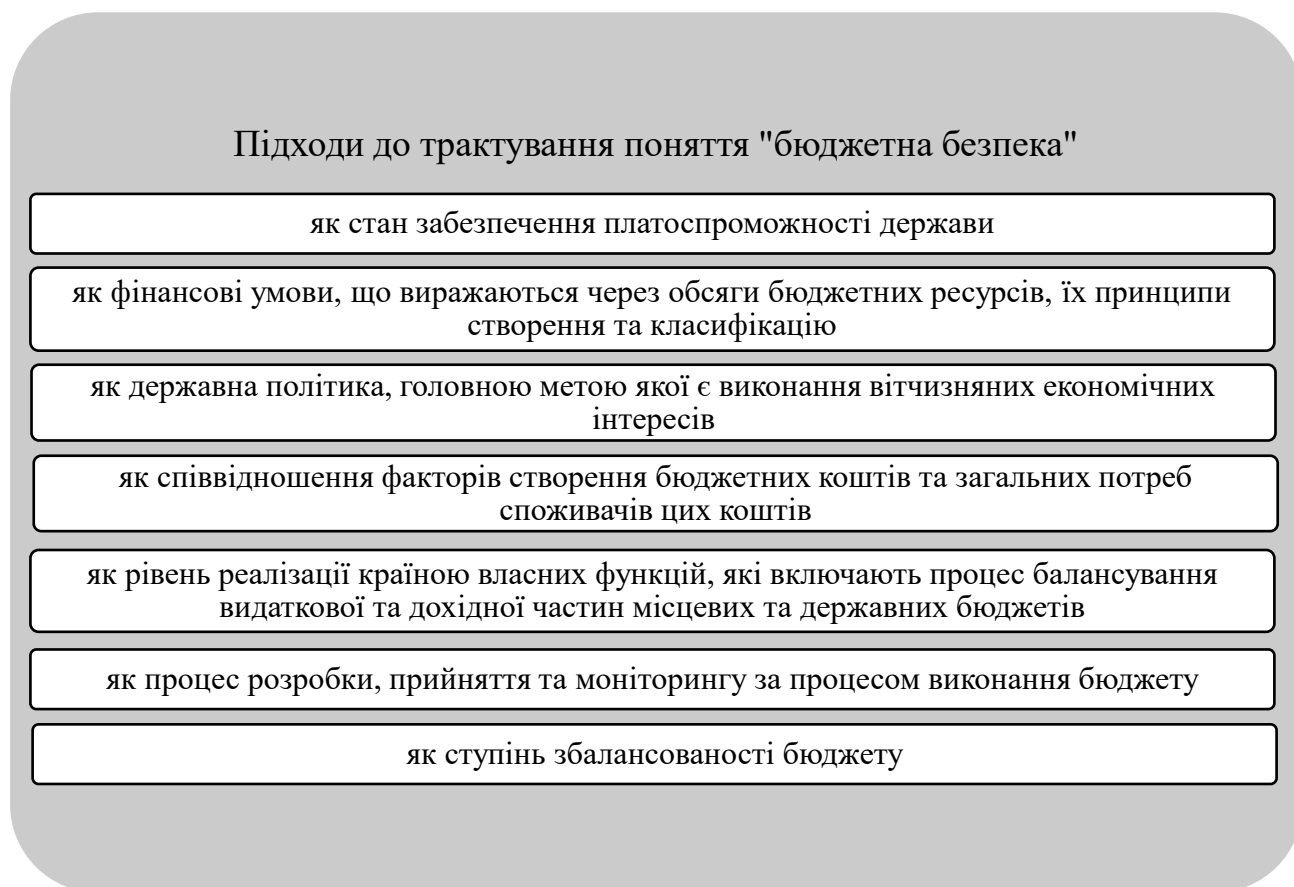 Підходи до трактування поняття "бюджетна безпека"
як стан забезпечення платоспроможності держави
як фінансові умови, що виражаються через обсяги бюджетних ресурсів, їх принципи
створення та класифікацію
як державна політика, головною метою якої є виконання вітчизняних економічних
інтересів
як співвідношення факторів створення бюджетних коштів та загальних потреб
споживачів цих коштів
як рівень реалізації країною власних функцій, які включають процес балансування
видаткової та дохідної частин місцевих та державних бюджетів
як процес розробки, прийняття та моніторингу за процесом виконання бюджету
як ступінь збалансованості бюджету